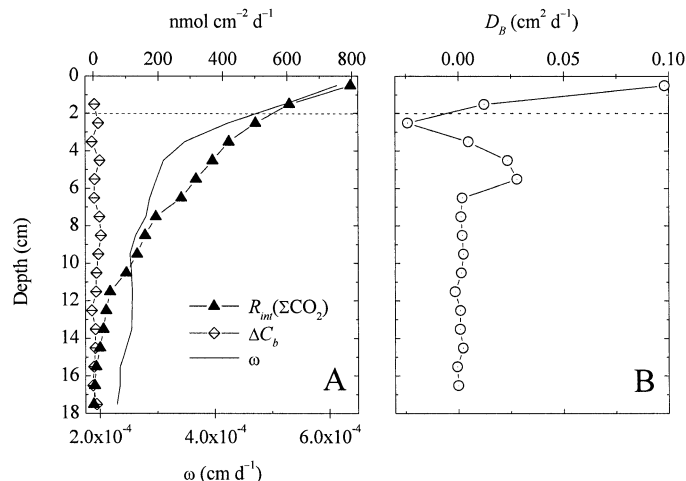 nmol cm⁻² d⁻¹
0 200 400 600 800
D_B (cm² d⁻¹)
0.00 0.05 0.10
0
2
4
6
8
10
12
14
16
18
Depth (cm)
R_int(ΣCO₂)
ΔC_b
ω
A
B
2.0x10⁻⁴ 4.0x10⁻⁴ 6.0x10⁻⁴
ω (cm d⁻¹)